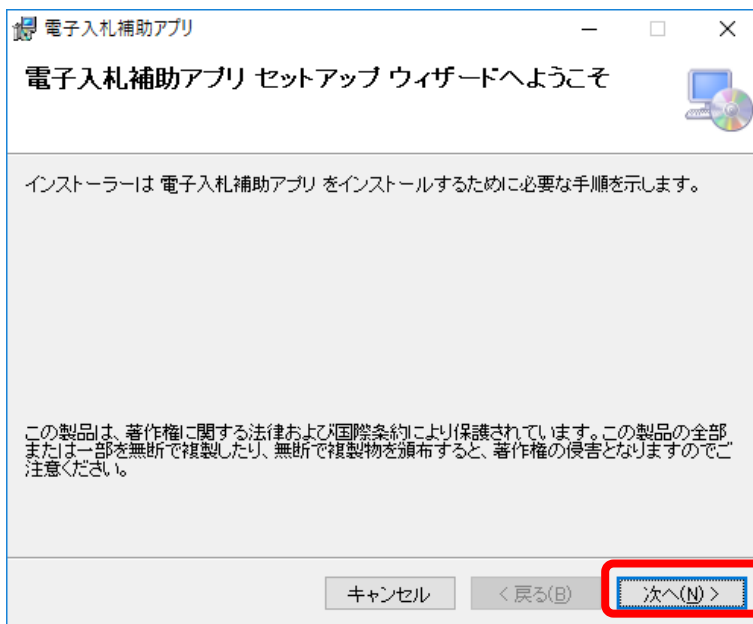 電子入札補助アプリ
電子入札補助アプリ セットアップ ウィザードへようこそ
インストーラーは 電子入札補助アプリ をインストールするために必要な手順を示します。
この製品は、著作権に関する法律および国際条約により保護されています。この製品の全部
または一部を無断で複製したり、無断で複製物を頒布すると、著作権の侵害となりますのでご
注意ください。
キャンセル < 戻る(B) 次へ(N) >